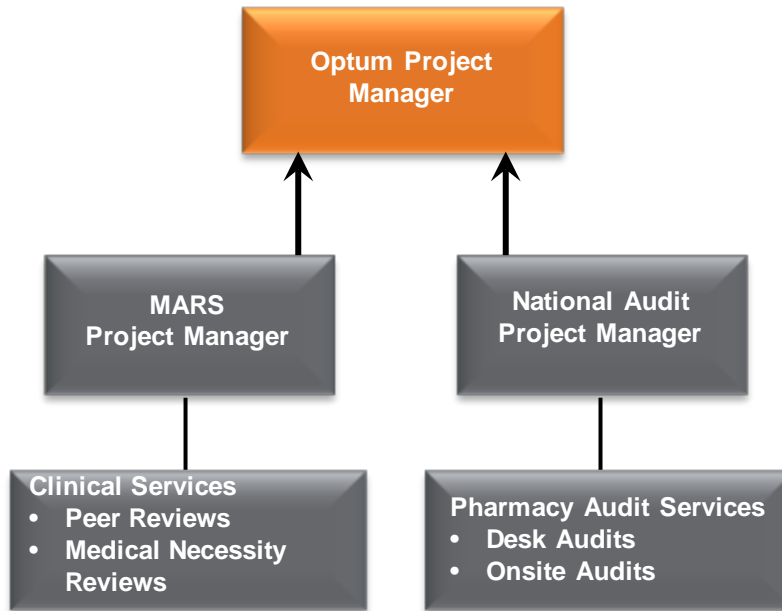 Optum Project
Manager
MARS
Project Manager
National Audit
Project Manager
Clinical Services
• Peer Reviews
• Medical Necessity
Reviews
Pharmacy Audit Services
• Desk Audits
• Onsite Audits